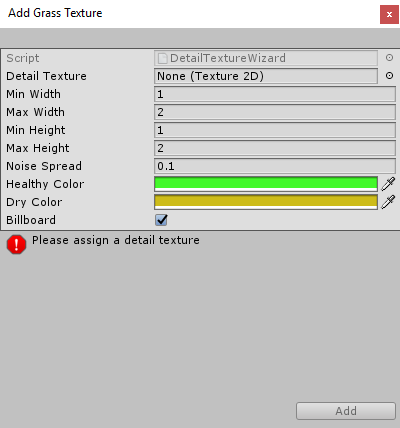 Add Grass Texture
x
Script DetailTextureWizard
Detail Texture None (Texture 2D)
Min Width 1
Max Width 2
Min Height 1
Max Height 2
Noise Spread 0.1
Healthy Color
Dry Color
Billboard
! Please assign a detail texture
Add